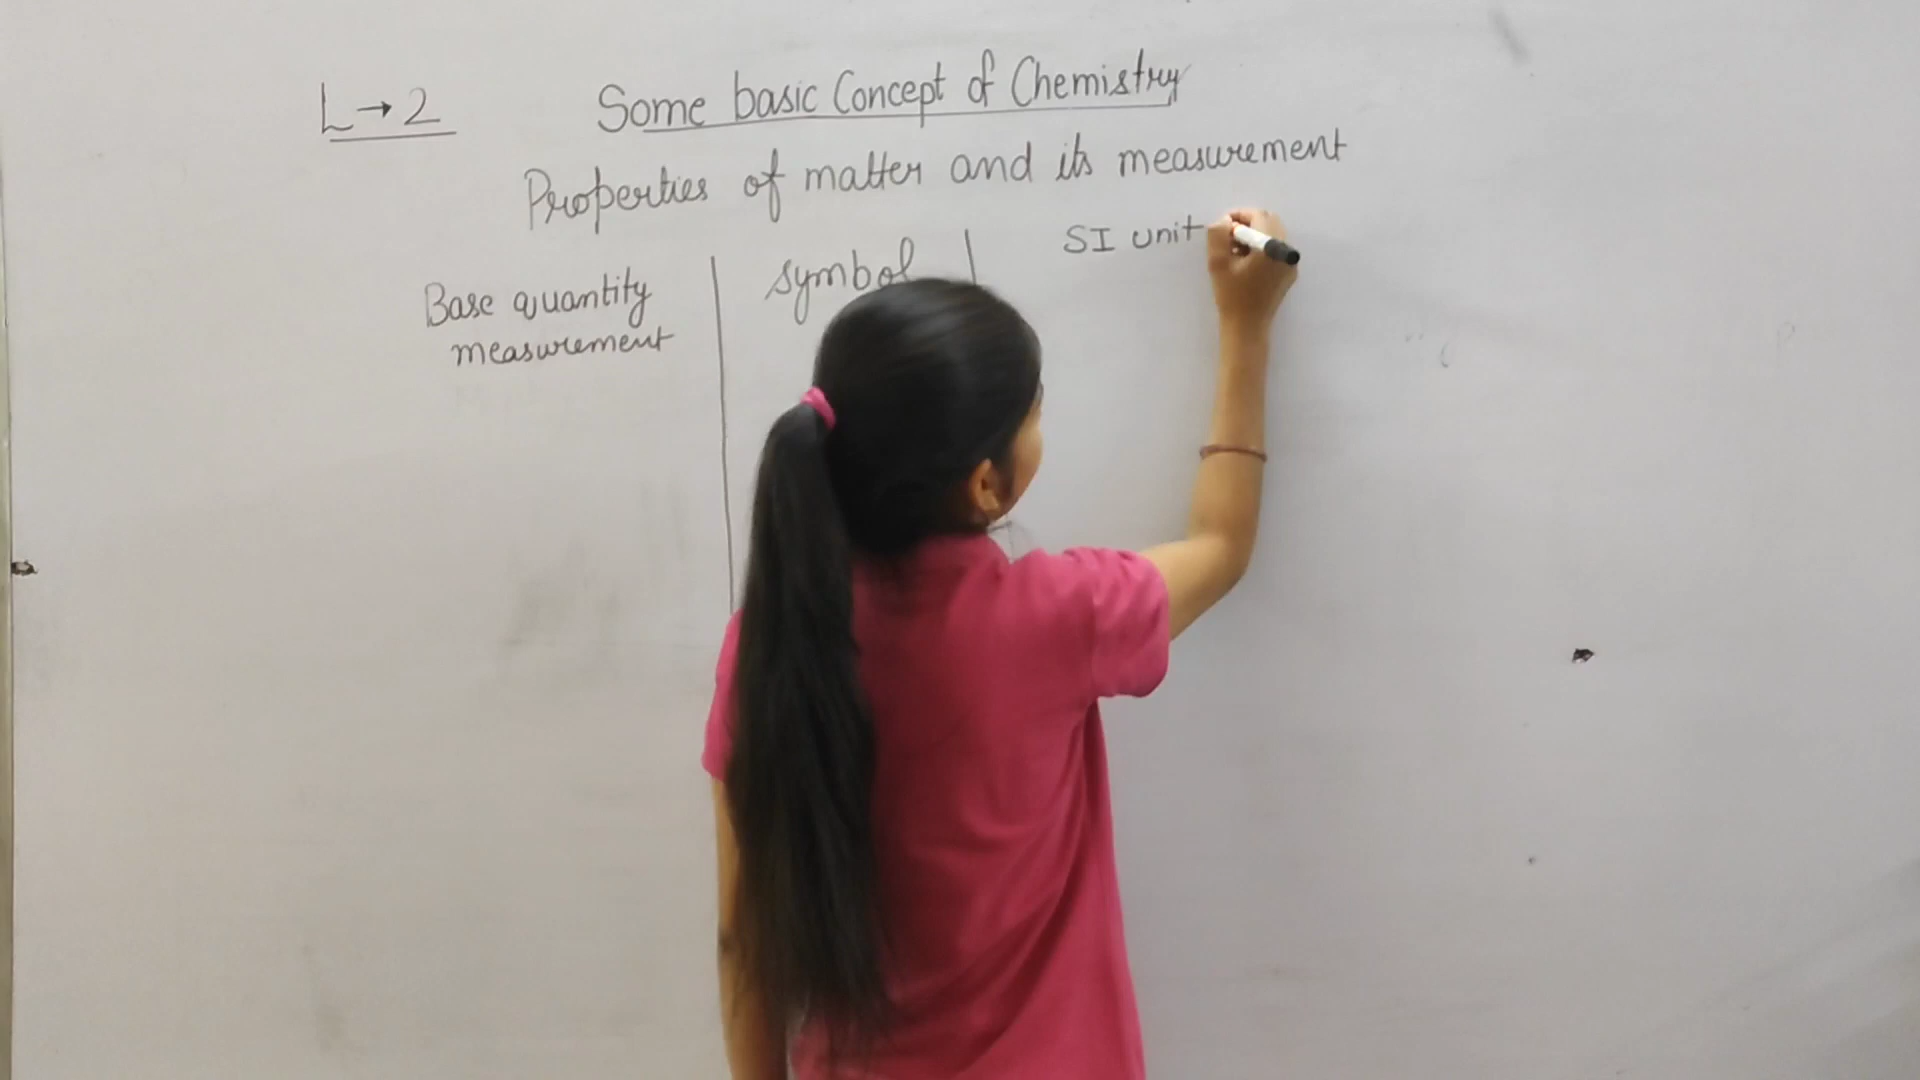 L → 2
Some basic Concept of Chemistry
Properties of matter and its measurement
Base quantity
measurement
symbol
SI unit